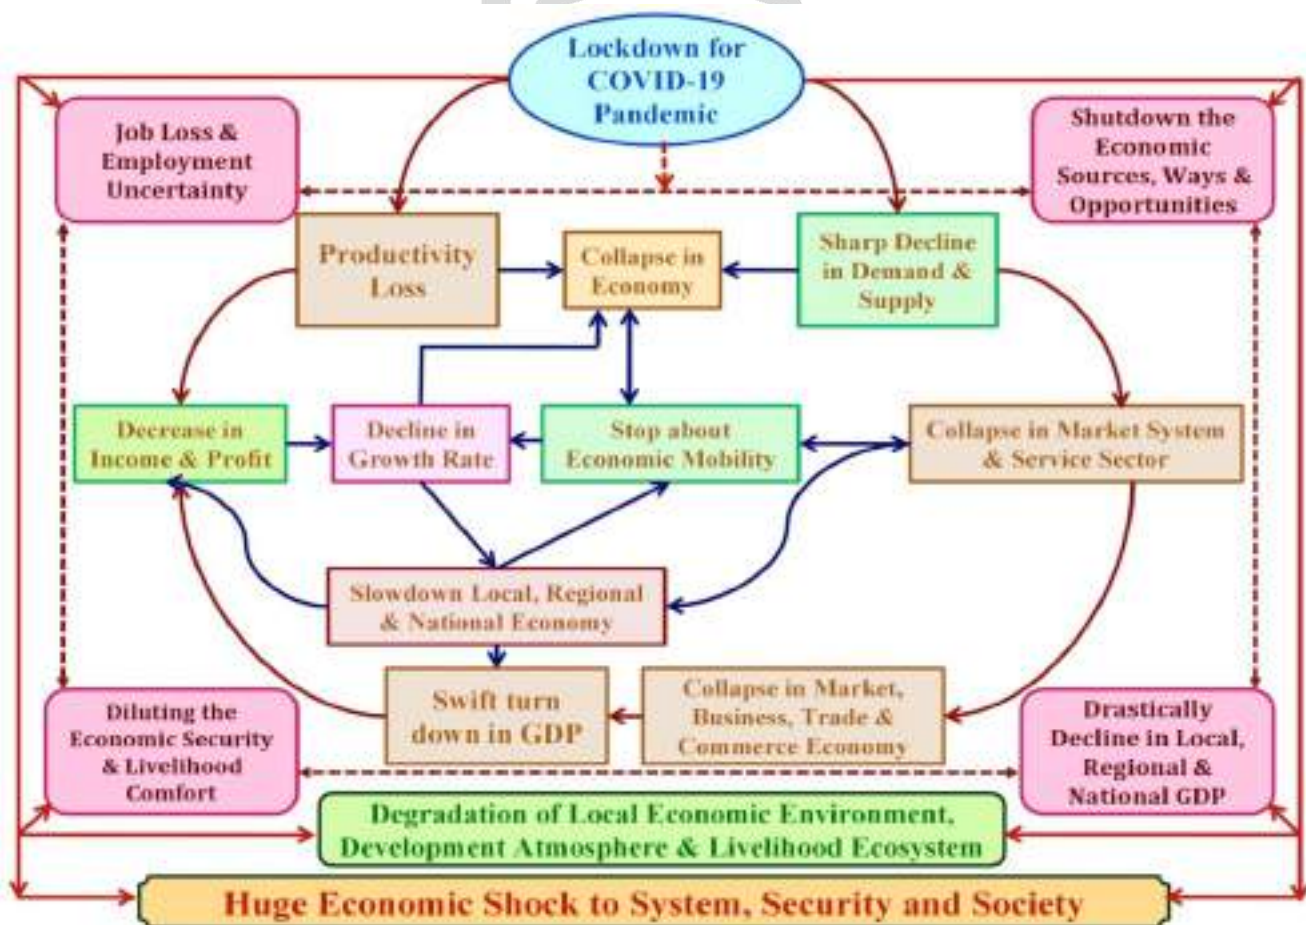 Lockdown for
COVID-19
Pandemic
Job Loss &
Employment
Uncertainty
Shutdown the
Economic
Sources, Ways &
Opportunities
Productivity
Loss
Collapse in
Economy
Sharp Decline
in Demand &
Supply
Decrease in
Income & Profit
Decline in
Growth Rate
Stop about
Economic Mobility
Collapse in Market System
& Service Sector
Slowdown Local, Regional
& National Economy
Swift turn
down in GDP
Collapse in Market,
Business, Trade &
Commerce Economy
Diluting the
Economic Security
& Livelihood
Comfort
Drastically
Decline in Local,
Regional &
National GDP
Degradation of Local Economic Environment,
Development Atmosphere & Livelihood Ecosystem
Huge Economic Shock to System, Security and Society